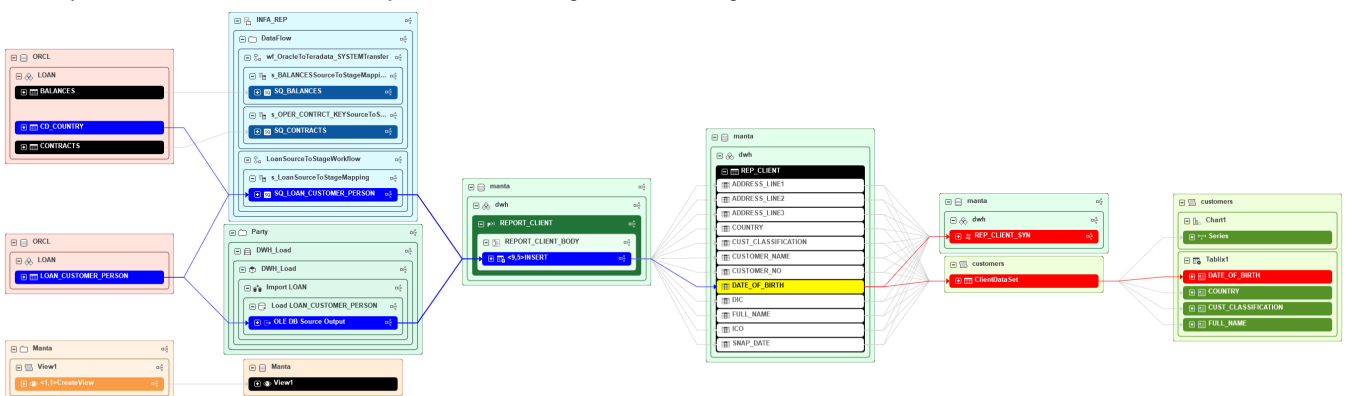 ORCL
LOAN
BALANCES
CD_COUNTRY
CONTRACTS
ORCL
LOAN
LOAN_CUSTOMER_PERSON
Manta
View1
<1,1>CreateView
INFA_REP
DataFlow
wf_OracleToTeradata_SYSTEMTransfer
s_BALANCESSourceToStageMappi...
SQ_BALANCES
s_OPER_CONTRCT_KEYSourceToS...
SQ_CONTRACTS
LoanSourceToStageWorkflow
s_LoanSourceToStageMapping
SQ_LOAN_CUSTOMER_PERSON
Party
DWH_Load
DWH_Load
Import LOAN
Load LOAN_CUSTOMER_PERSON
OLE DB Source Output
Manta
View1
manta
dwh
REPORT_CLIENT
REPORT_CLIENT_BODY
<9,5>INSERT
manta
dwh
REP_CLIENT
ADDRESS_LINE1
ADDRESS_LINE2
ADDRESS_LINE3
COUNTRY
CUST_CLASSIFICATION
CUSTOMER_NAME
CUSTOMER_NO
DATE_OF_BIRTH
DIC
FULL_NAME
ICO
SNAP_DATE
manta
dwh
REP_CLIENT_SYN
customers
ClientDataSet
customers
Chart1
Series
Tablix1
DATE_OF_BIRTH
COUNTRY
CUST_CLASSIFICATION
FULL_NAME